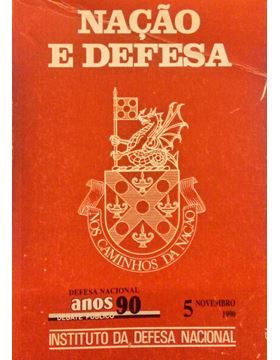 NAÇÃO
E DEFESA
NOS CAMINHOS DA NAÇÃO
DEFESA NACIONAL
anos 90
DEBATE PÚBLICO
5 NOVEMBRO
1990
INSTITUTO DA DEFESA NACIONAL